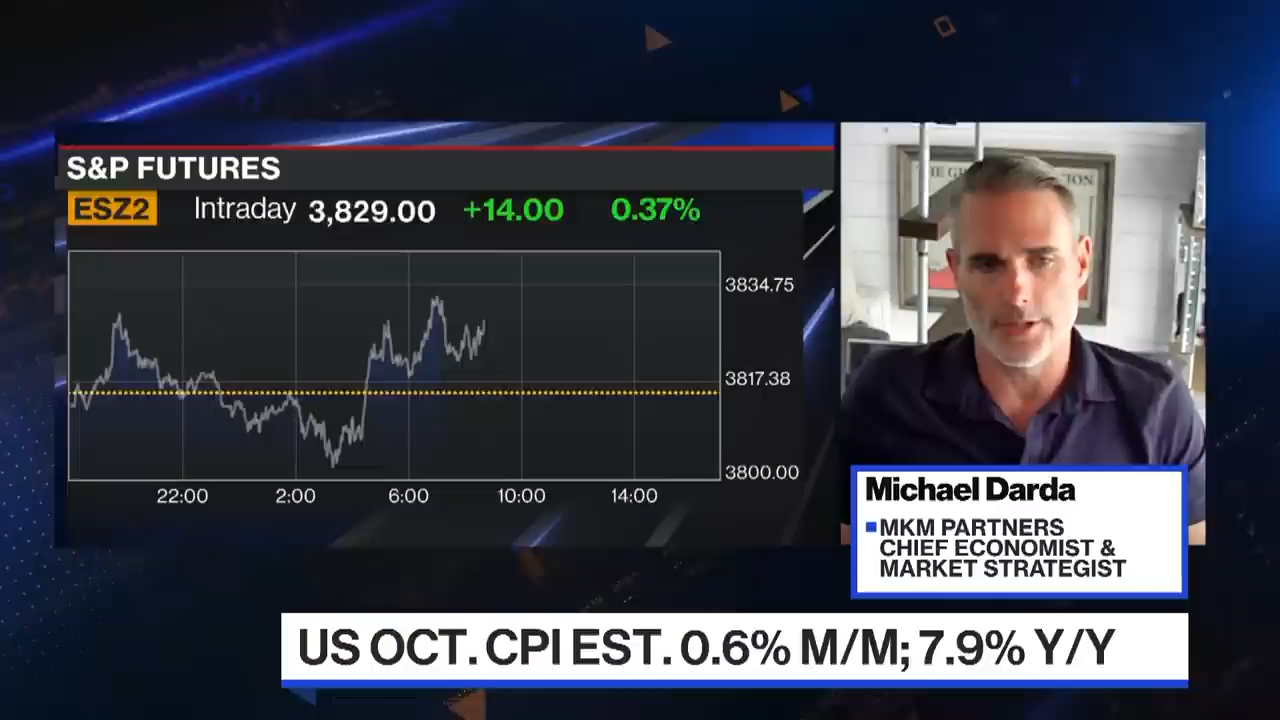 S&P FUTURES
ESZ2 Intraday 3,829.00 +14.00 0.37%
3834.75
3817.38
3800.00
22:00 2:00 6:00 10:00 14:00
Michael Darda
MKM PARTNERS
CHIEF ECONOMIST &
MARKET STRATEGIST
US OCT. CPI EST. 0.6% M/M; 7.9% Y/Y